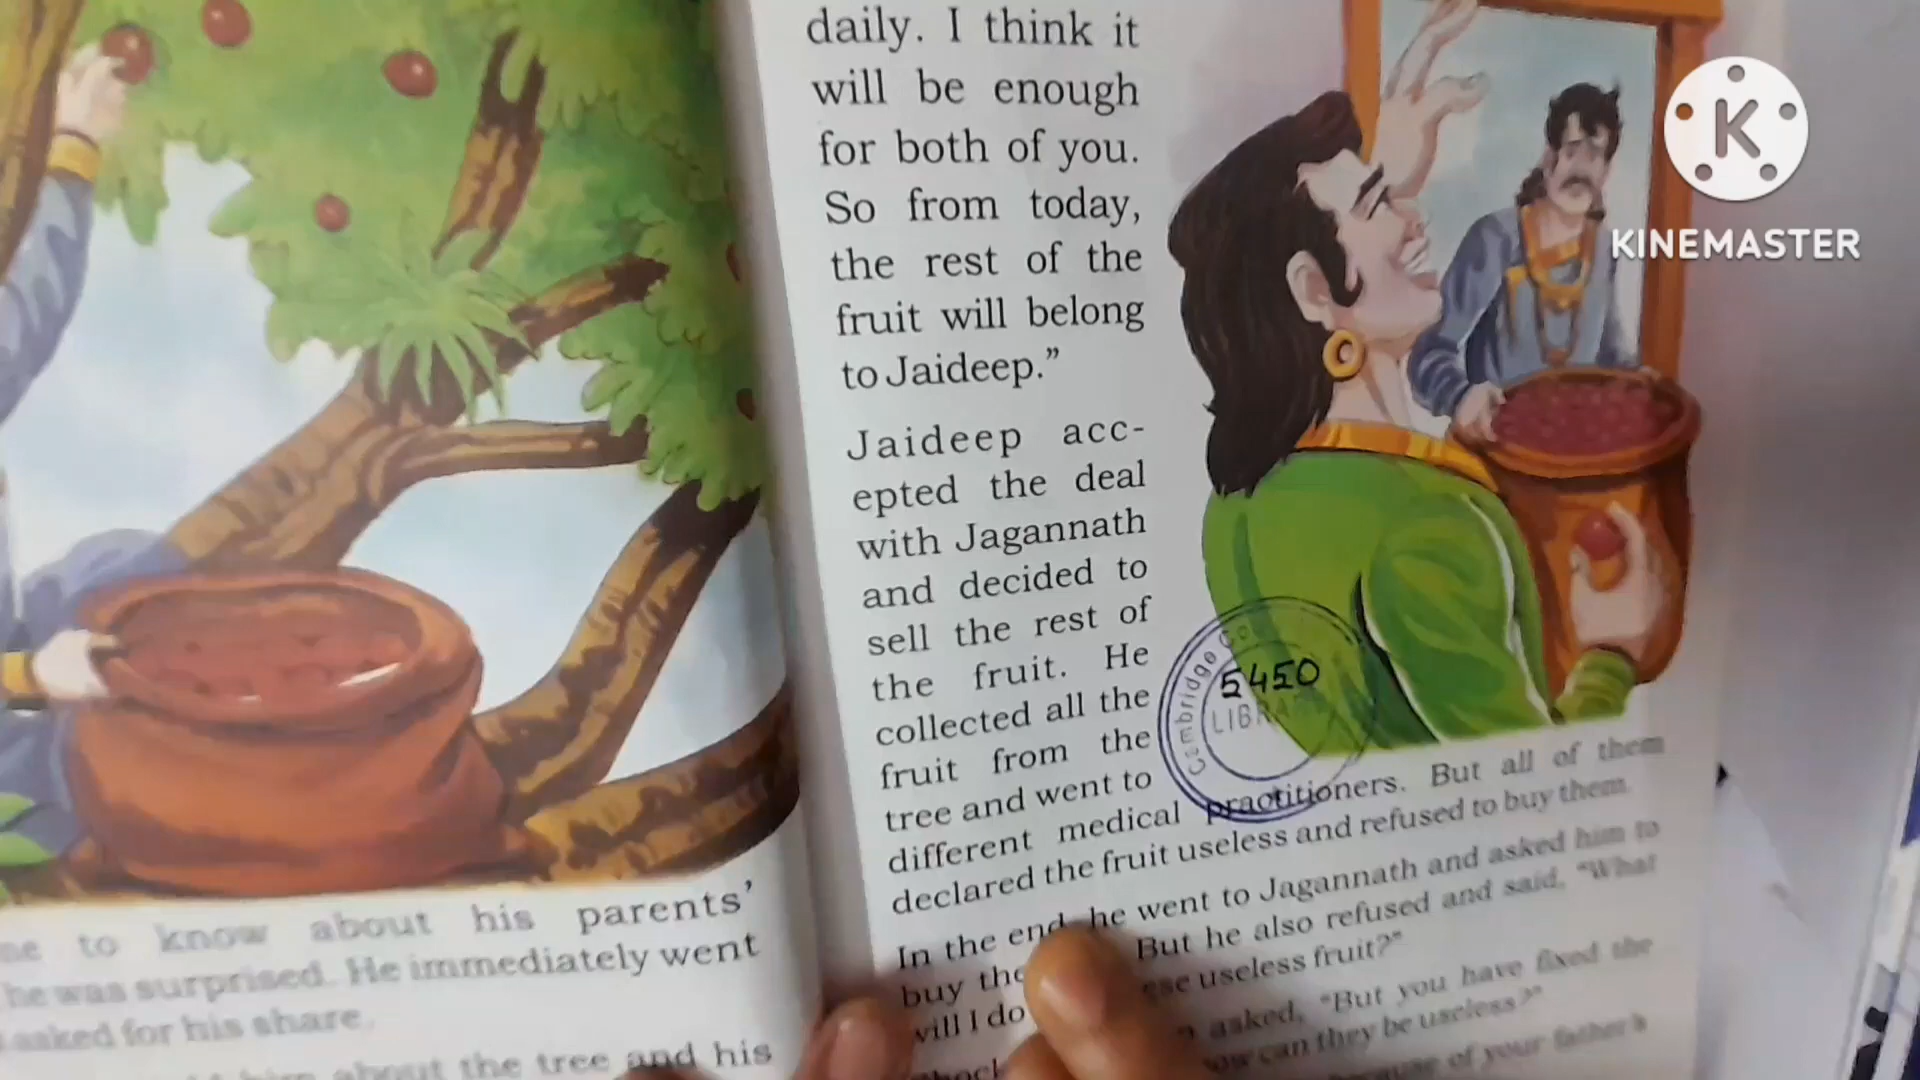 to know about his parents'
he was surprised. He immediately went
asked for his share.
about the tree and his
daily. I think it
will be enough
for both of you.
So from today,
the rest of the
fruit will belong
to Jaideep.”
Jaideep acc-
epted the deal
with Jagannath
and decided to
sell the rest of
the fruit. He
collected all the
fruit from the
tree and went to
different medical practitioners. But all of them
declared the fruit useless and refused to buy them.
In the end, he went to Jagannath and asked him to
buy the But he also refused and said, “What
will I do useless fruit?”
asked, “But you have fixed the
can they be useless?”
because of your father's
Cambridge
5450
LIBRARY
K
KINEMASTER